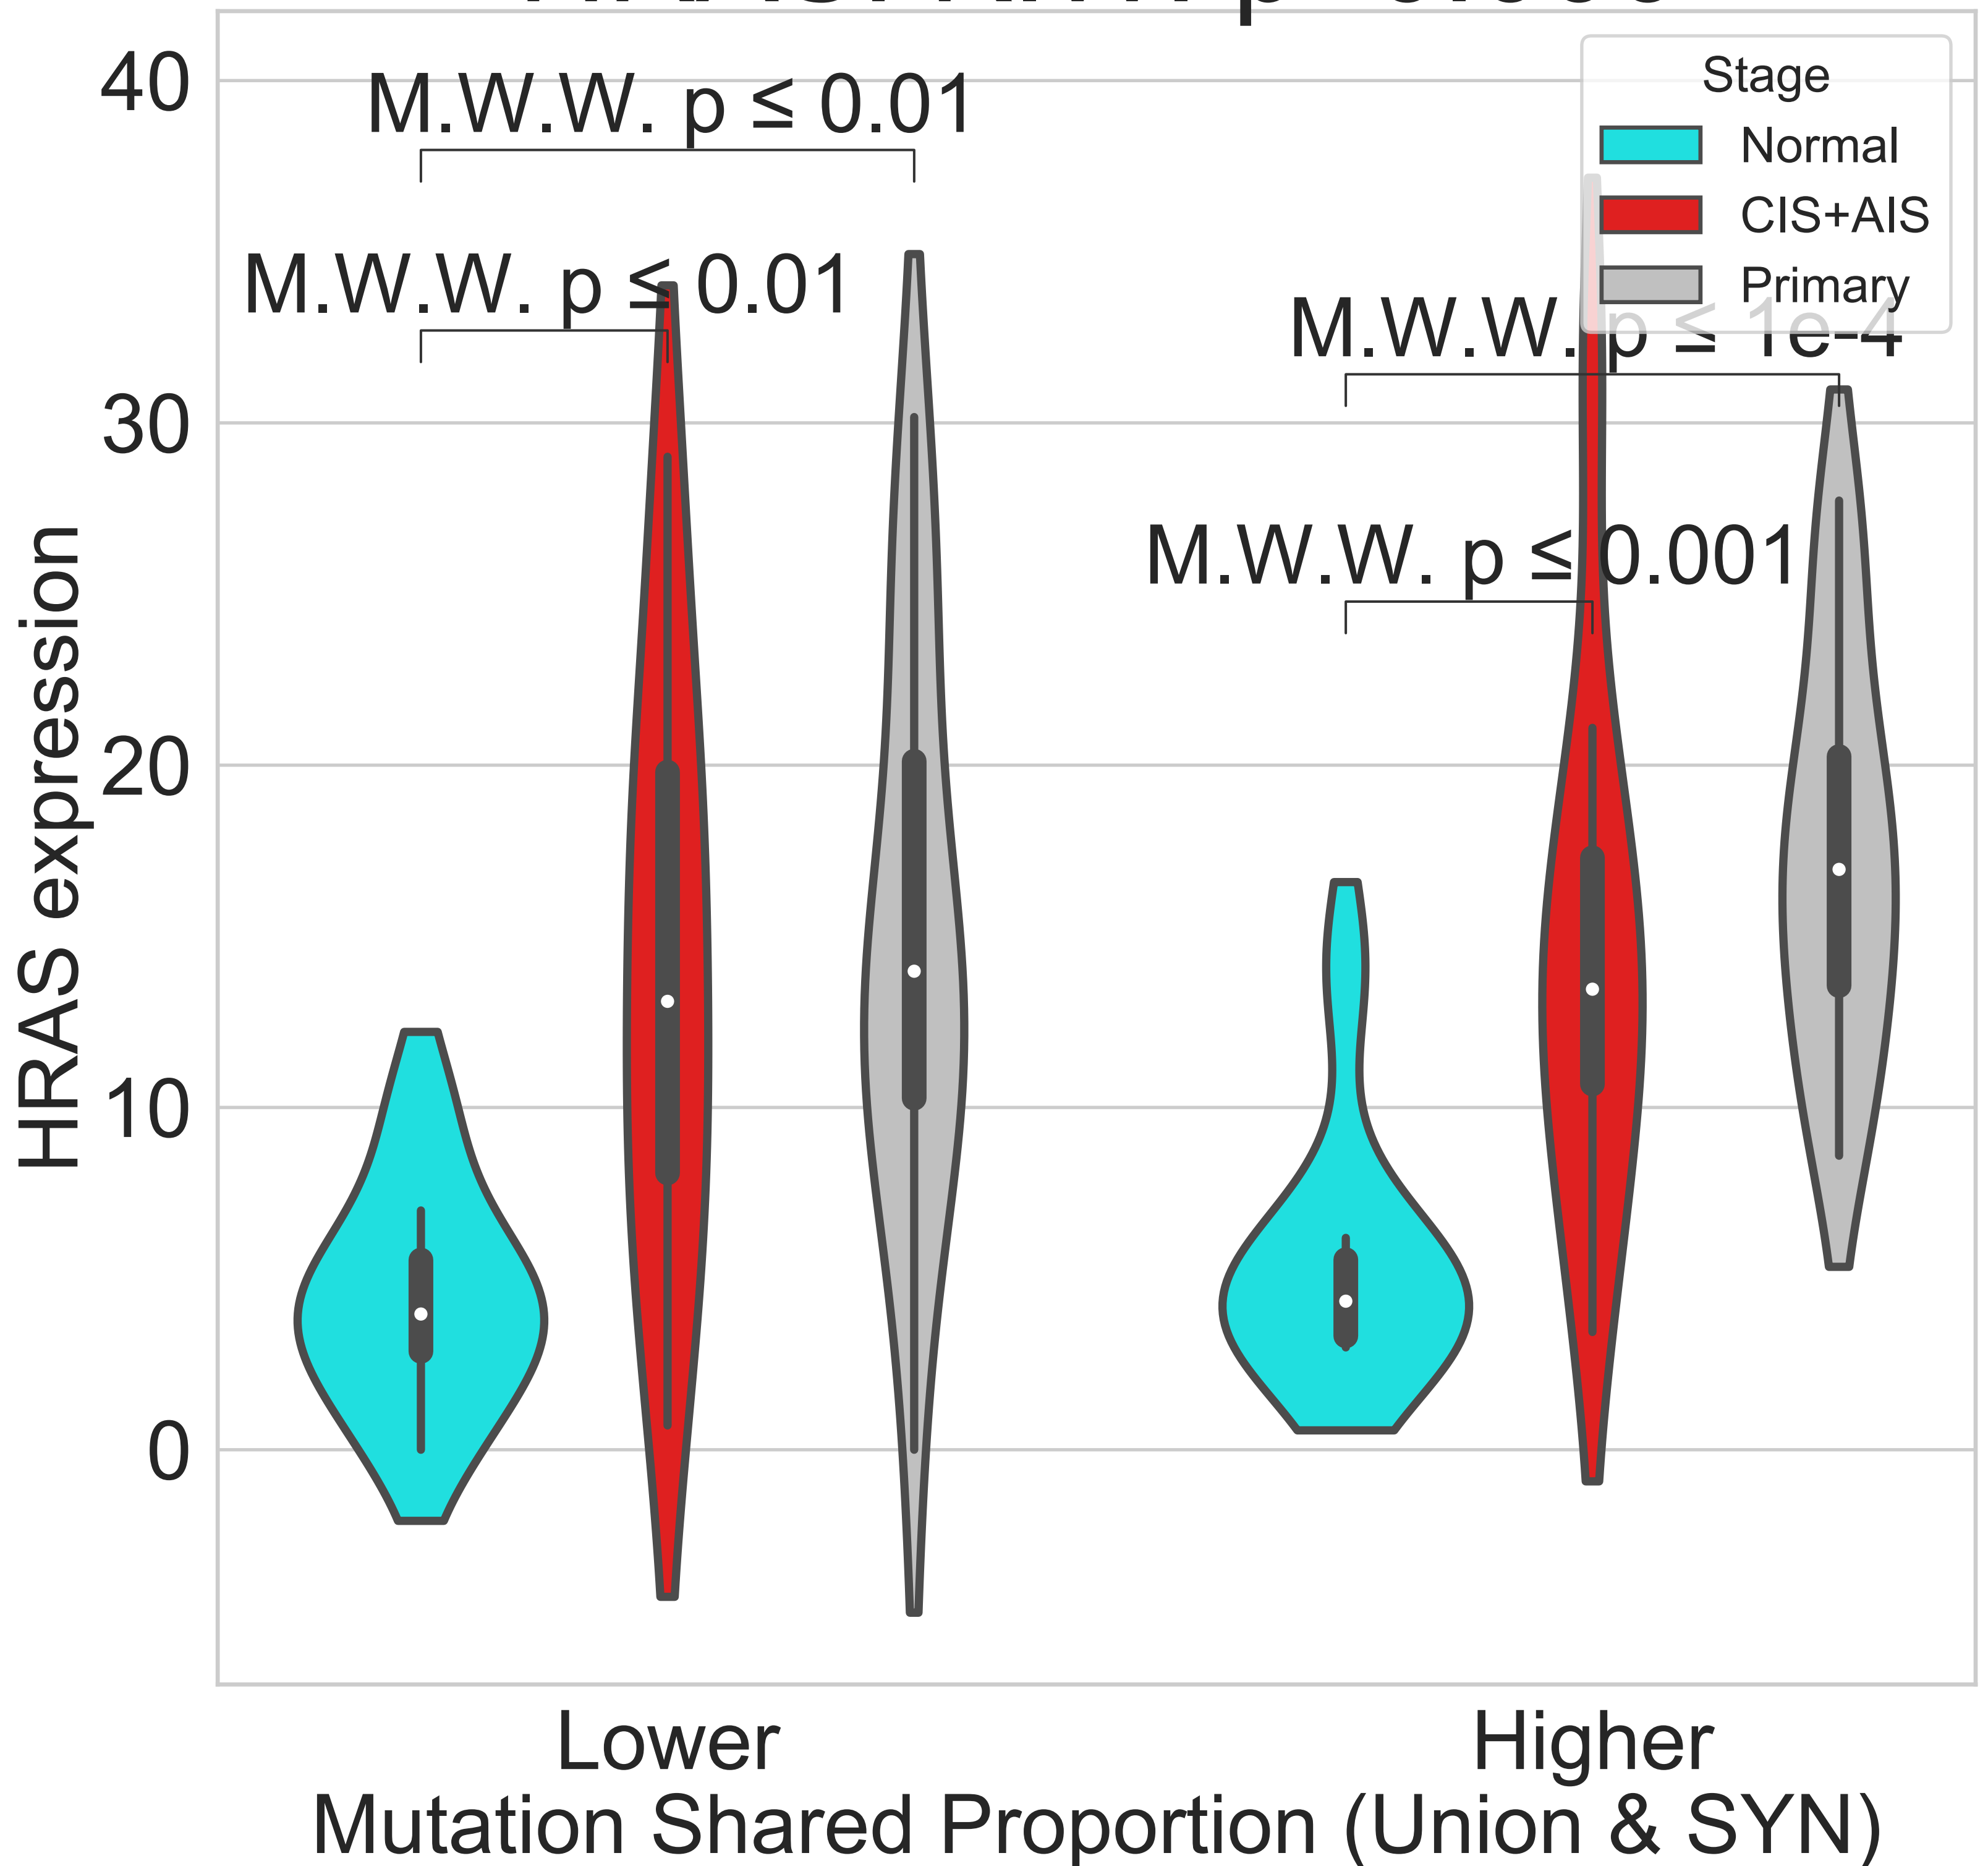 Stage
Normal
CIS+AIS
Primary
M.W.W. p ≤ 0.01
M.W.W. p ≤ 0.01
M.W.W. p ≤ 1e-4
M.W.W. p ≤ 0.001
40
30
20
10
0
HRAS expression
Lower
Higher
Mutation Shared Proportion (Union & SYN)